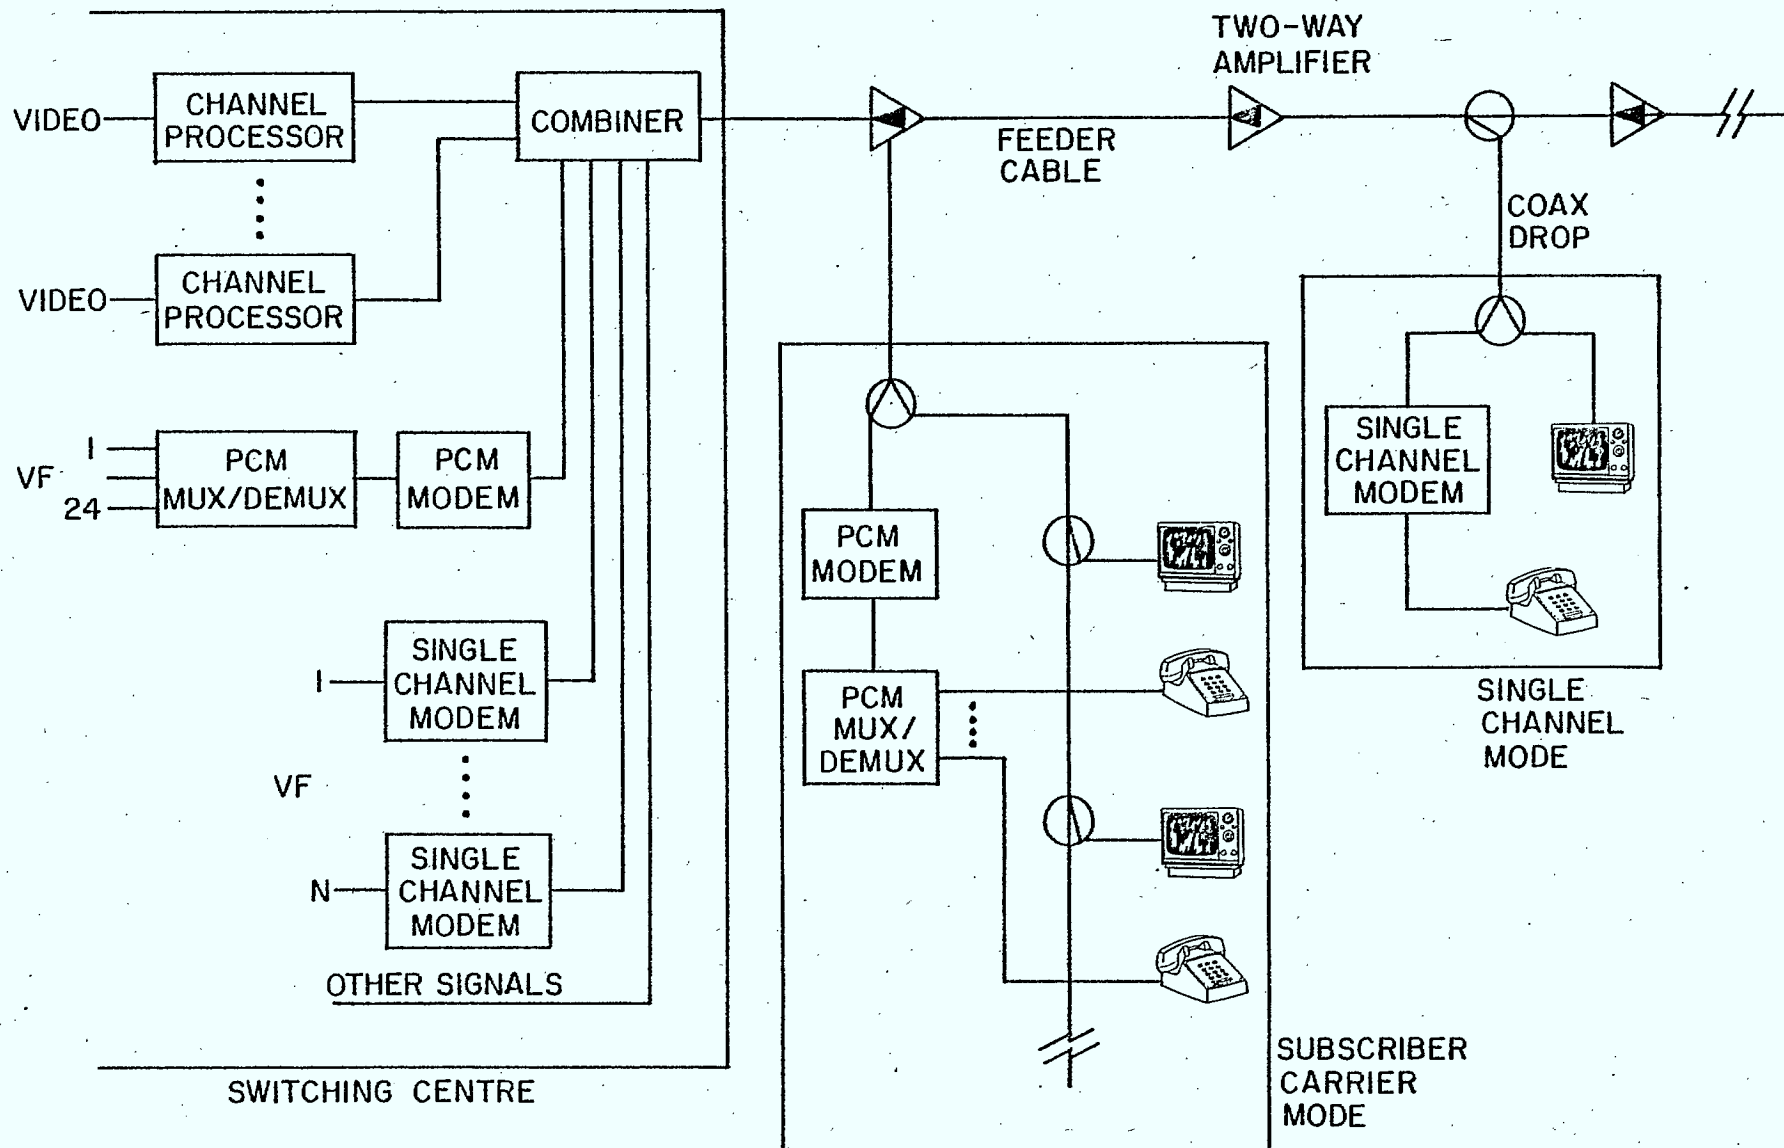 TWO-WAY
AMPLIFIER
VIDEO
CHANNEL
PROCESSOR
COMBINER
FEEDER
CABLE
COAX
DROP
VIDEO
CHANNEL
PROCESSOR
1
VF
24
PCM
MUX/DEMUX
PCM
MODEM
SINGLE
CHANNEL
MODEM
PCM
MODEM
1
SINGLE
CHANNEL
MODEM
PCM
MUX/
DEMUX
SINGLE
CHANNEL
MODE
VF
N
SINGLE
CHANNEL
MODEM
OTHER SIGNALS
SWITCHING CENTRE
SUBSCRIBER
CARRIER
MODE